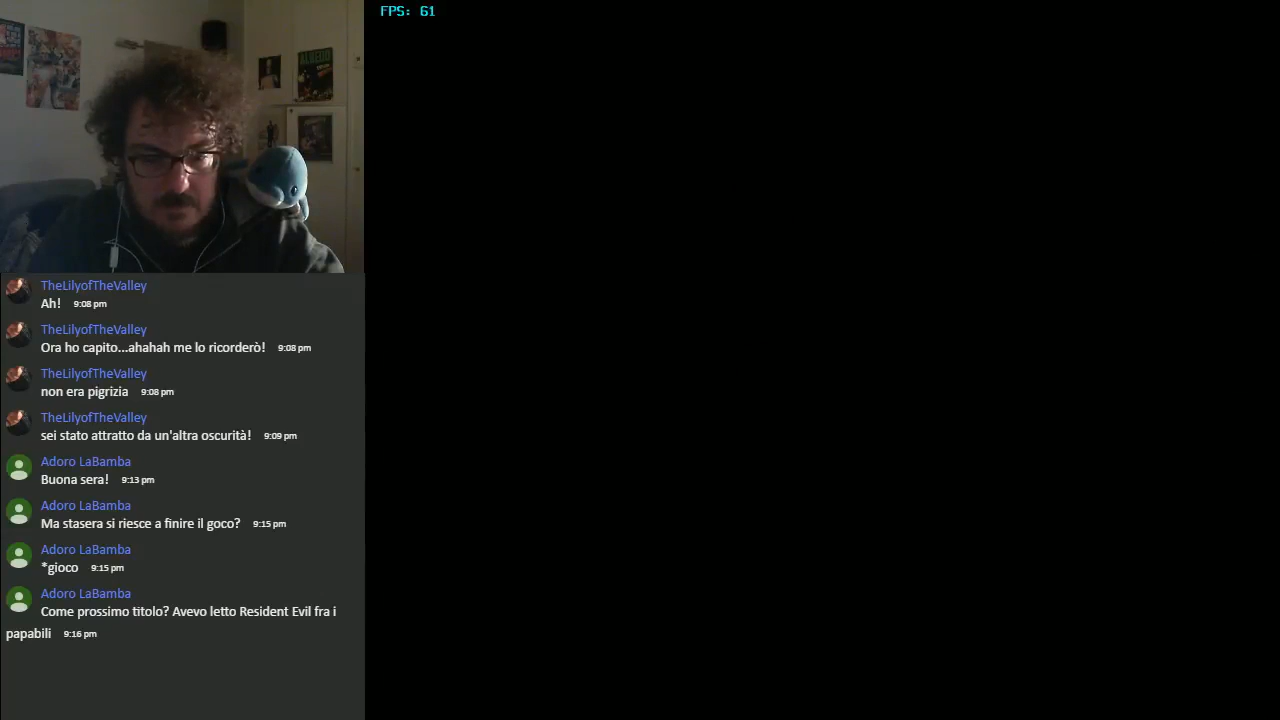 FPS: 61
ALBEDO
TheLilyofTheValley
Ah! 9:08 pm
TheLilyofTheValley
Ora ho capito...ahahah me lo ricorderò! 9:08 pm
TheLilyofTheValley
non era pigrizia 9:08 pm
TheLilyofTheValley
sei stato attratto da un'altra oscurità! 9:09 pm
Adoro LaBamba
Buona sera! 9:13 pm
Adoro LaBamba
Ma stasera si riesce a finire il goco? 9:15 pm
Adoro LaBamba
*gioco 9:15 pm
Adoro LaBamba
Come prossimo titolo? Avevo letto Resident Evil fra i
papabili 9:16 pm